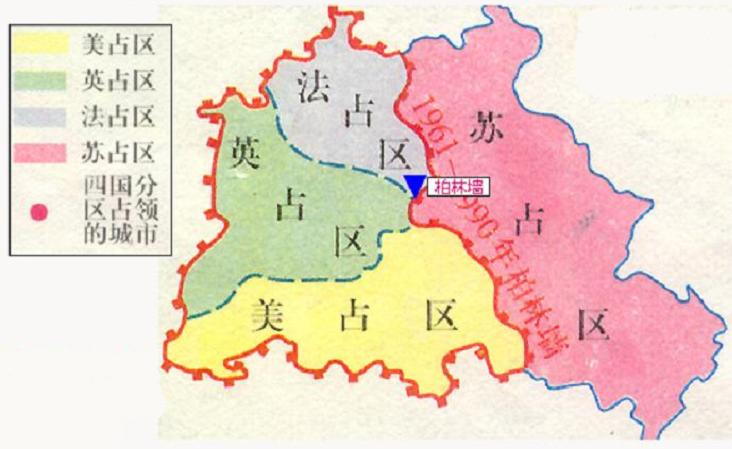 美占区
英占区
法占区
苏占区
四国分
区占领
的城市
法占区
苏占区
英占区
美占区
柏林墙
1961—1990年柏林墙